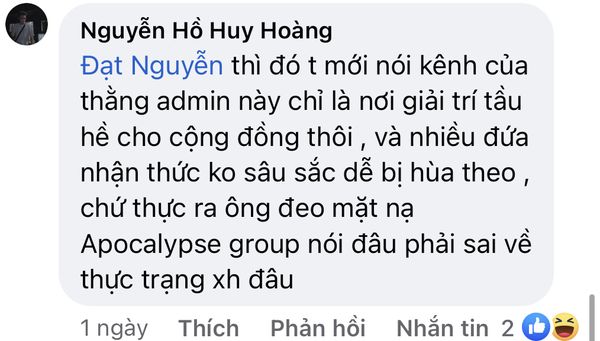 Nguyễn Hồ Huy Hoàng
Đạt Nguyễn thì đó t mới nói kênh của
thằng admin này chỉ là nơi giải trí tầu
hề cho cộng đồng thôi , và nhiều đứa
nhận thức ko sâu sắc dễ bị hùa theo ,
chứ thực ra ông đeo mặt nạ
Apocalypse group nói đâu phải sai về
thực trạng xh đâu
1 ngày Thích Phản hồi Nhắn tin 2